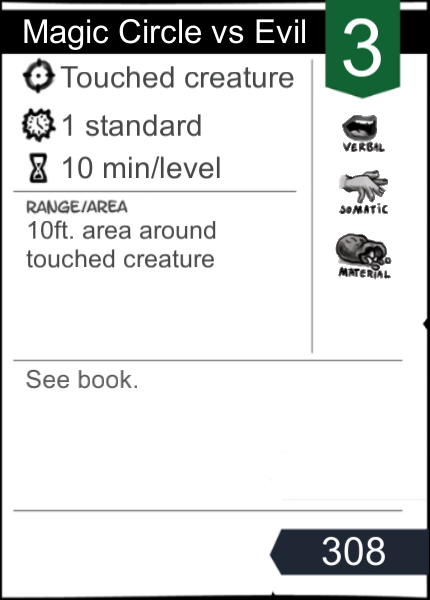 Magic Circle vs Evil
3
Touched creature
1 standard
10 min/level
VERBAL
SOMATIC
MATERIAL
RANGE/AREA
10ft. area around
touched creature
See book.
308